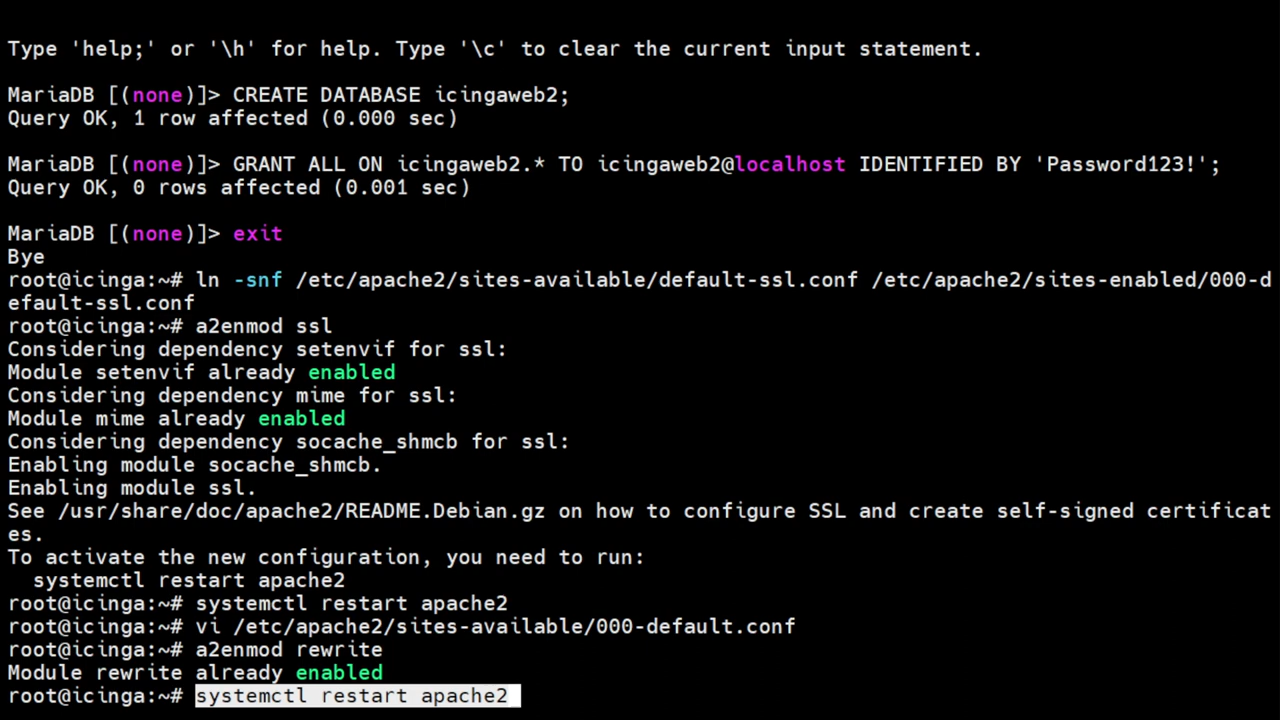 Type 'help;' or '\h' for help. Type '\c' to clear the current input statement.
MariaDB [(none)]> CREATE DATABASE icingaweb2;
Query OK, 1 row affected (0.000 sec)
MariaDB [(none)]> GRANT ALL ON icingaweb2.* TO icingaweb2@localhost IDENTIFIED BY 'Password123!';
Query OK, 0 rows affected (0.001 sec)
MariaDB [(none)]> exit
Bye
root@icinga:~# ln -snf /etc/apache2/sites-available/default-ssl.conf /etc/apache2/sites-enabled/000-d
efault-ssl.conf
root@icinga:~# a2enmod ssl
Considering dependency setenvif for ssl:
Module setenvif already enabled
Considering dependency mime for ssl:
Module mime already enabled
Considering dependency socache_shmcb for ssl:
Enabling module socache_shmcb.
Enabling module ssl.
See /usr/share/doc/apache2/README.Debian.gz on how to configure SSL and create self-signed certificat
es.
To activate the new configuration, you need to run:
  systemctl restart apache2
root@icinga:~# systemctl restart apache2
root@icinga:~# vi /etc/apache2/sites-available/000-default.conf
root@icinga:~# a2enmod rewrite
Module rewrite already enabled
root@icinga:~# systemctl restart apache2